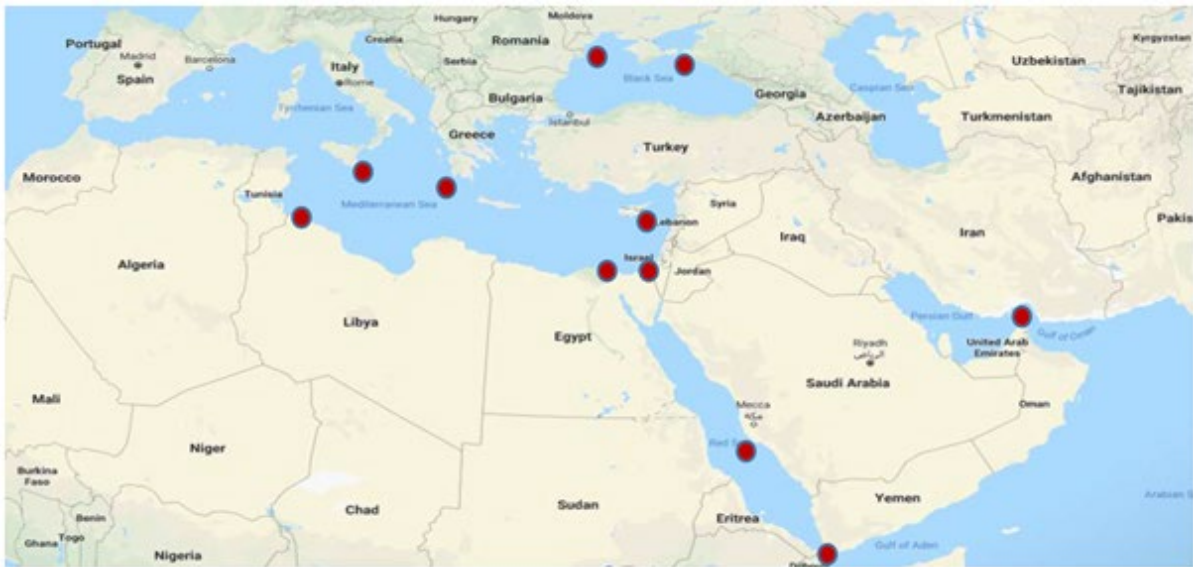 Hungary
Moldova
Portugal
Croatia
Romania
Kyrgyzstan
Madrid
Barcelona
Italy
Serbia
Uzbekistan
Spain
Rome
Black Sea
Caspian Sea
Tajikistan
Tyrrhenian Sea
Bulgaria
Georgia
Istanbul
Azerbaijan
Turkmenistan
Greece
Turkey
Morocco
Afghanistan
Tunisia
Mediterranean Sea
Syria
Lebanon
Pakis
Iraq
Iran
Israel
Jordan
Algeria
Persian Gulf
Libya
Egypt
Gulf of Oman
United Arab
Emirates
Riyadh
الرياض
Saudi Arabia
Mali
Mecca
مكة
Oman
Niger
Red S
Burkina
Faso
Yemen
Arabian S
Chad
Sudan
Eritrea
Benin
Togo
Ghana
Nigeria
Gulf of Aden